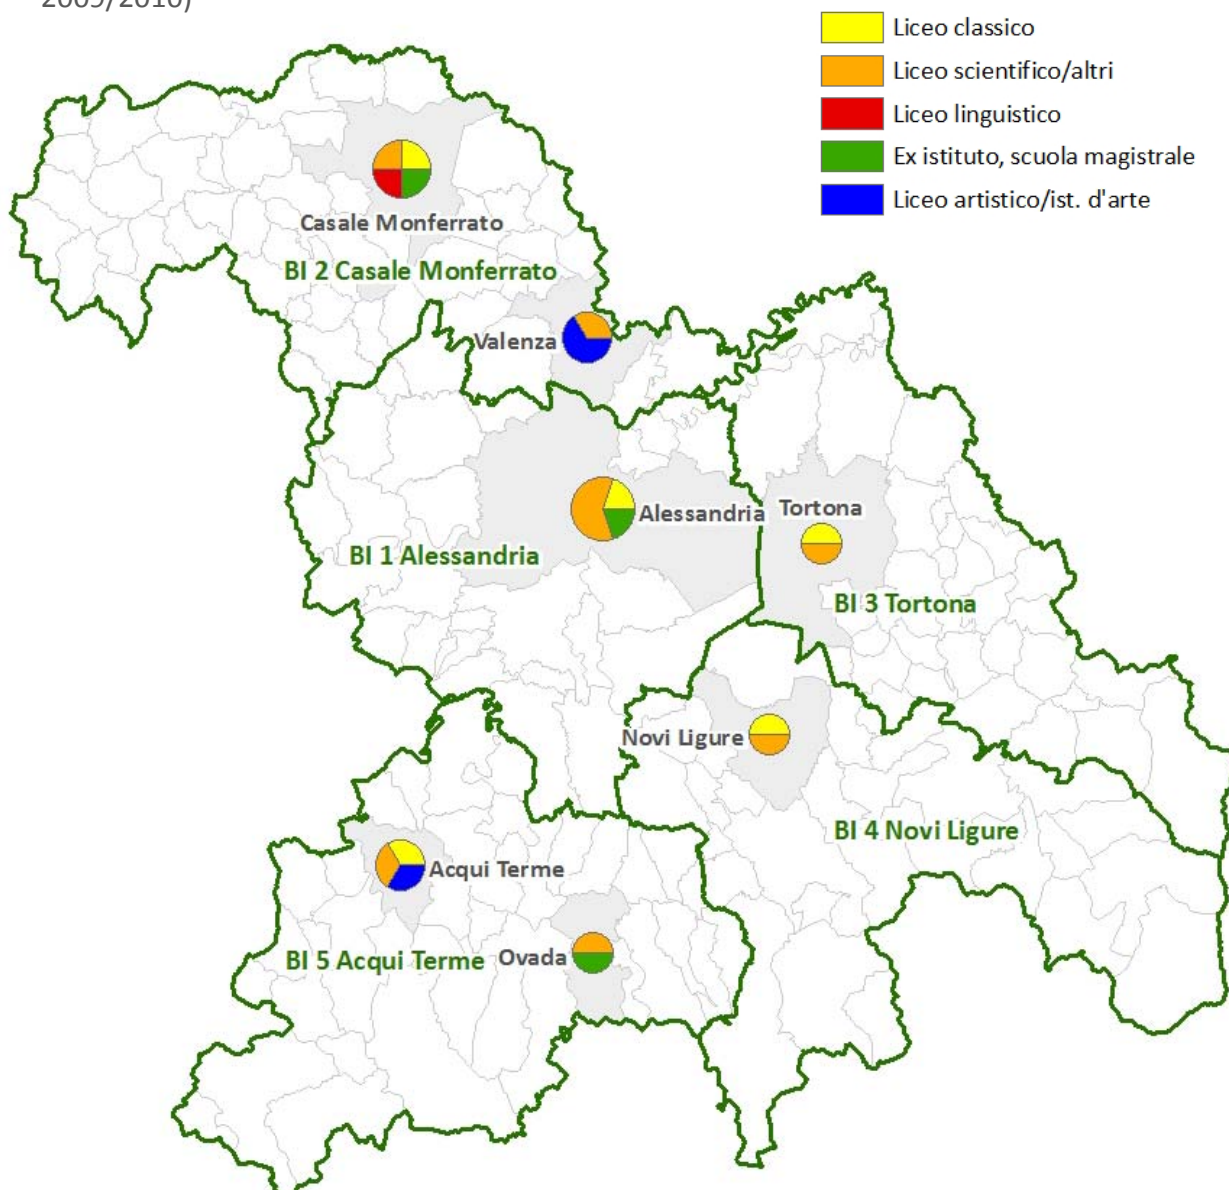 2009/2010)
Liceo classico
Liceo scientifico/altri
Liceo linguistico
Ex istituto, scuola magistrale
Liceo artistico/ist. d'arte
Casale Monferrato
BI 2 Casale Monferrato
Valenza
Alessandria
Tortona
BI 1 Alessandria
BI 3 Tortona
Novi Ligure
BI 4 Novi Ligure
Acqui Terme
BI 5 Acqui Terme
Ovada